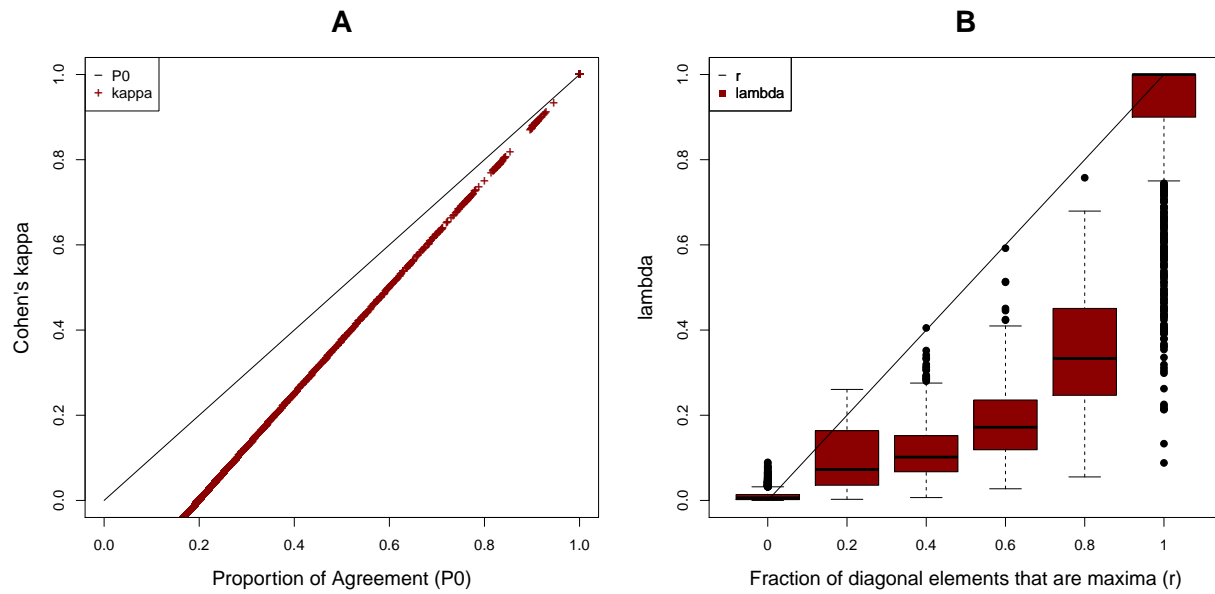 A
P0
kappa
Cohen's kappa
1.0
0.8
0.6
0.4
0.2
0.0
0.0 0.2 0.4 0.6 0.8 1.0
Proportion of Agreement (P0)
B
r
lambda
lambda
1.0
0.8
0.6
0.4
0.2
0.0
0 0.2 0.4 0.6 0.8 1
Fraction of diagonal elements that are maxima (r)